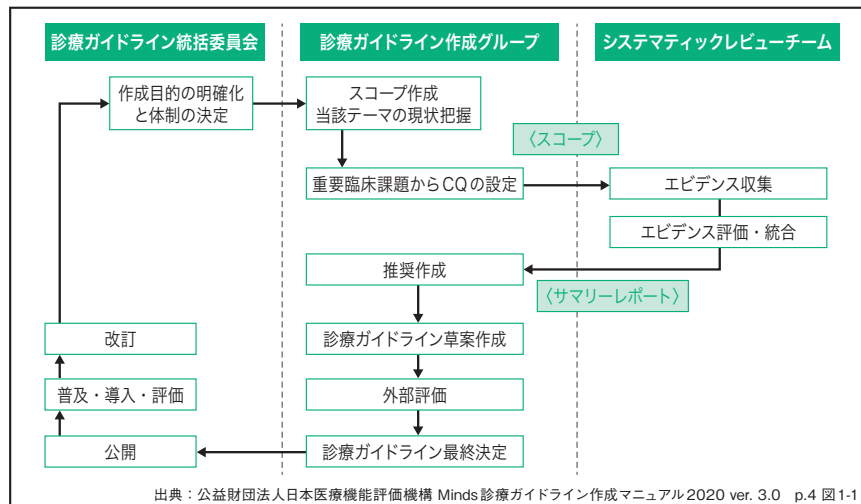 診療ガイドライン統括委員会
診療ガイドライン作成グループ
システマティックレビューチーム
作成目的の明確化
と体制の決定
スコープ作成
当該テーマの現状把握
〈スコープ〉
重要臨床課題からCQの設定
エビデンス収集
エビデンス評価・統合
推奨作成
〈サマリーレポート〉
改訂
診療ガイドライン草案作成
普及・導入・評価
外部評価
公開
診療ガイドライン最終決定
出典：公益財団法人日本医療機能評価機構 Minds診療ガイドライン作成マニュアル2020 ver. 3.0 p.4 図1-1